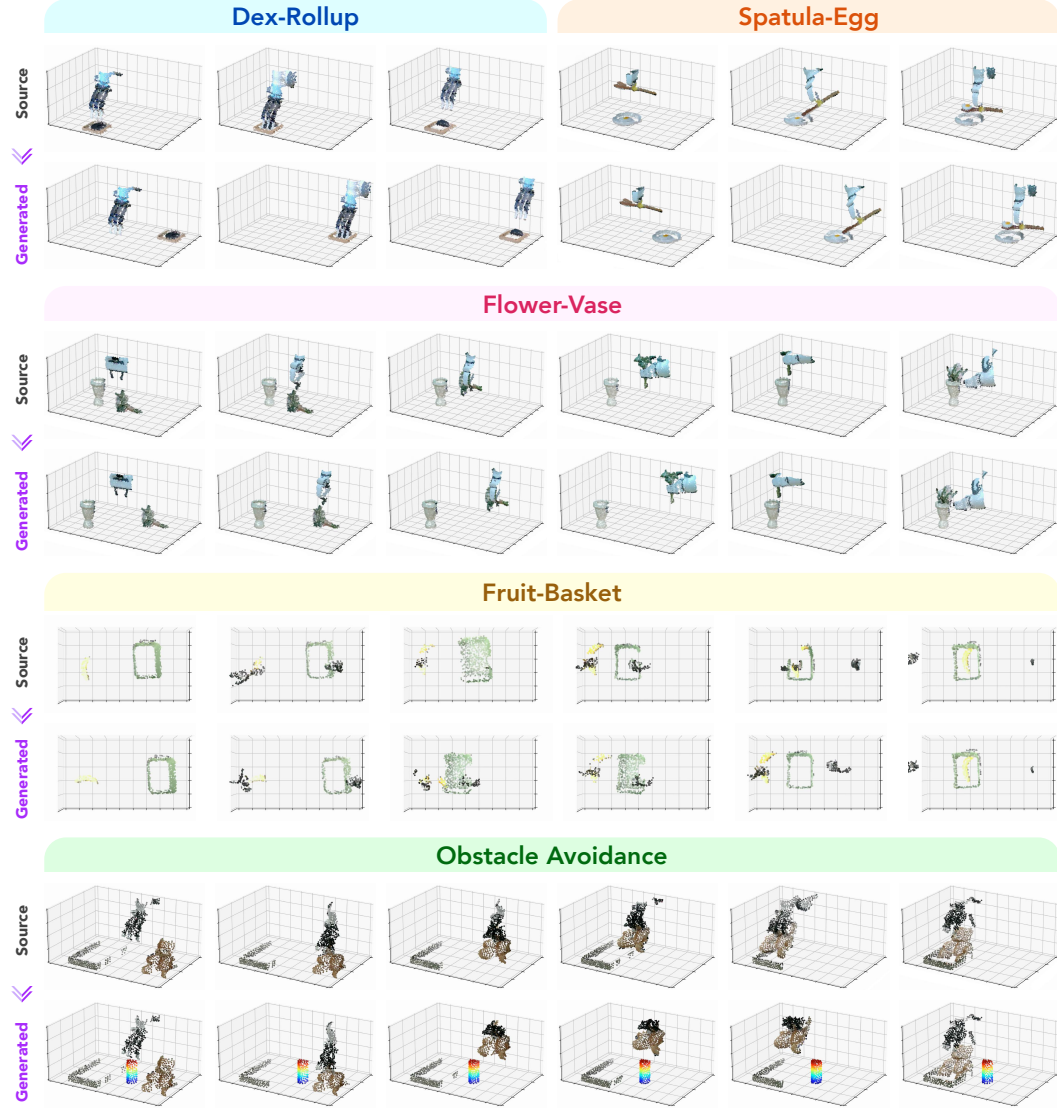 Dex-Rollup
Spatula-Egg
Source
Generated
Flower-Vase
Source
Generated
Fruit-Basket
Source
Generated
Obstacle Avoidance
Source
Generated